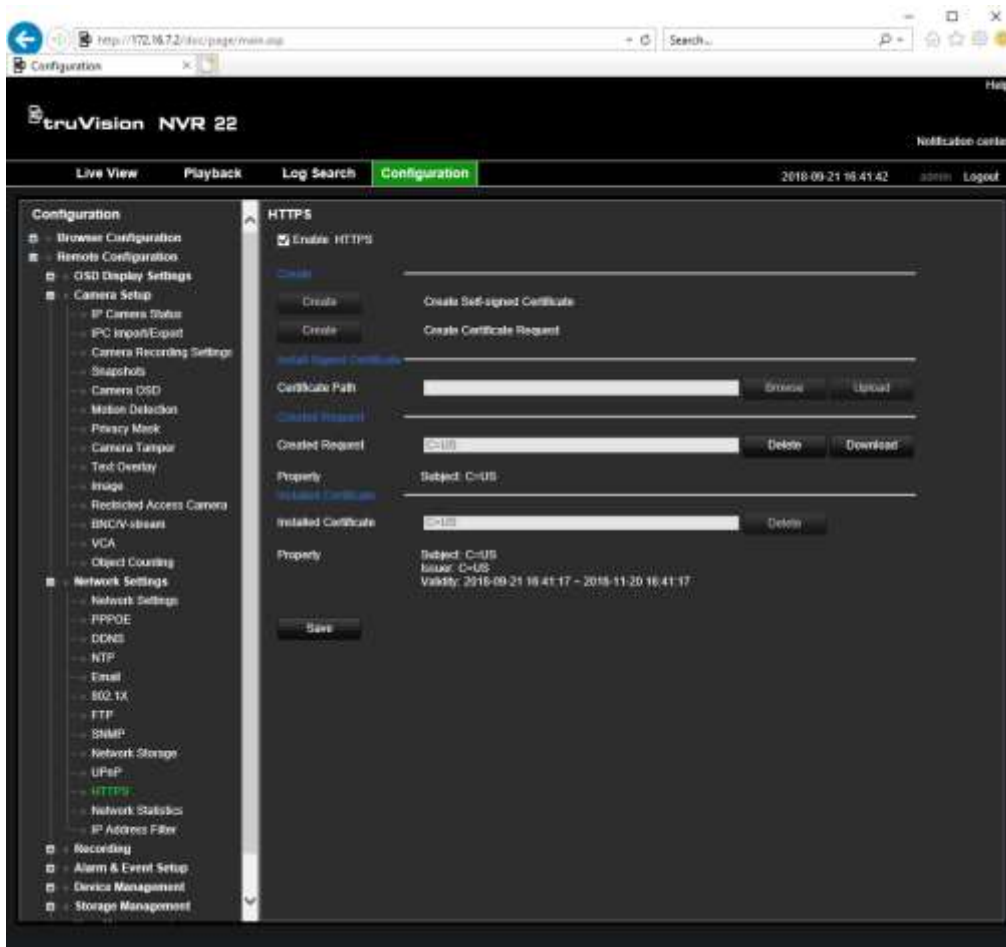 http://172.16.7.2/doc/page/main.asp
Search...
Configuration
Help
truVision NVR 22
Notification center
Live View Playback Log Search Configuration 2018-09-21 16:41:42 admin Logout
Configuration
Browser Configuration
Remote Configuration
OSD Display Settings
Camera Setup
IP Camera Status
IPC Import/Export
Camera Recording Settings
Snapshots
Camera OSD
Motion Detection
Privacy Mask
Camera Tamper
Text Overlay
Image
Restricted Access Camera
BNC/V-stream
VCA
Object Counting
Network Settings
Network Settings
PPPOE
DDNS
NTP
Email
802.1X
FTP
SNMP
Network Storage
UPnP
HTTPS
Network Statistics
IP Address Filter
Recording
Alarm & Event Setup
Device Management
Storage Management
HTTPS
Enable HTTPS
Create
Create Create Self-signed Certificate
Create Create Certificate Request
Install Signed Certificate
Certificate Path Browse Upload
Created Request
Created Request C=US Delete Download
Property Subject: C=US
Installed Certificate
Installed Certificate C=US Delete
Property Subject: C=US
Issuer: C=US
Validity: 2018-09-21 16:41:17 ~ 2018-11-20 16:41:17
Save